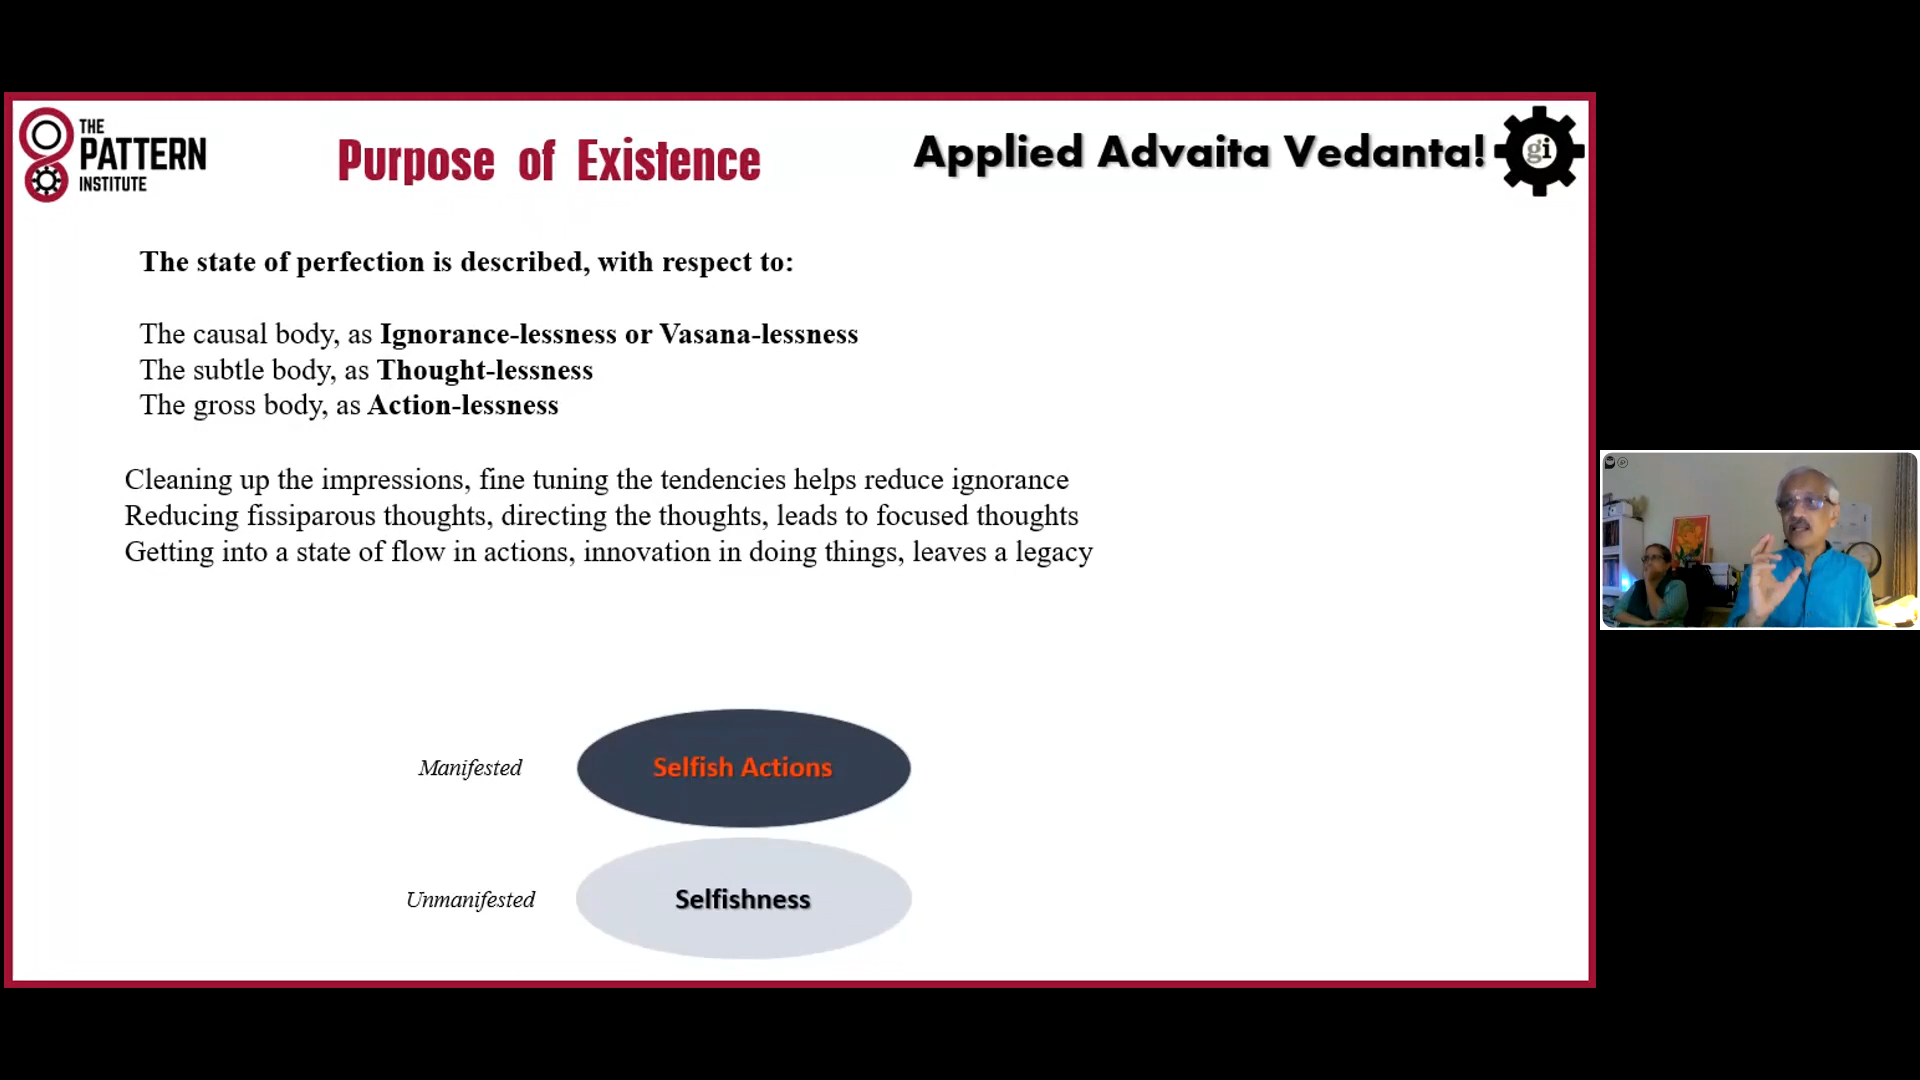 THE
PATTERN
INSTITUTE
Purpose of Existence
Applied Advaita Vedanta!
gi
The state of perfection is described, with respect to:
The causal body, as Ignorance-lessness or Vasana-lessness
The subtle body, as Thought-lessness
The gross body, as Action-lessness
Cleaning up the impressions, fine tuning the tendencies helps reduce ignorance
Reducing fissiparous thoughts, directing the thoughts, leads to focused thoughts
Getting into a state of flow in actions, innovation in doing things, leaves a legacy
Manifested
Selfish Actions
Unmanifested
Selfishness